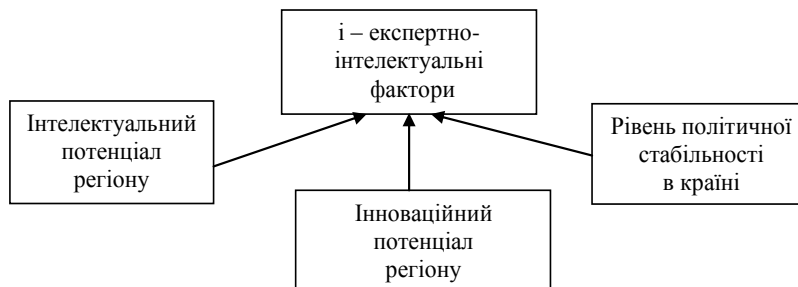 і – експертно-
інтелектуальні
фактори
Інтелектуальний
потенціал
регіону
Рівень політичної
стабільності
в країні
Інноваційний
потенціал
регіону